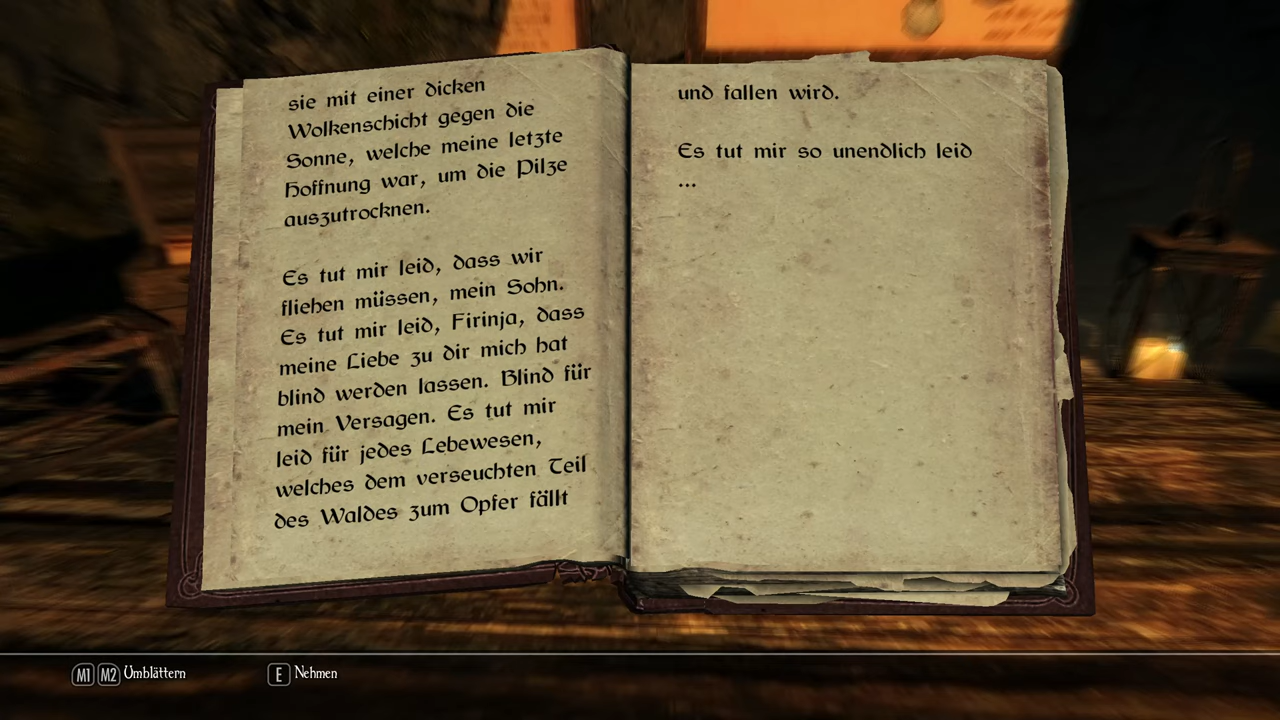 sie mit einer dicken
Wolkenschicht gegen die
Sonne, welche meine letzte
Hoffnung war, um die Pilze
auszutrocknen.
Es tut mir leid, dass wir
fliehen müssen, mein Sohn.
Es tut mir leid, Firinja, dass
meine Liebe zu dir mich hat
blind werden lassen. Blind für
mein Versagen. Es tut mir
leid für jedes Lebewesen,
welches dem verseuchten Teil
des Waldes zum Opfer fällt
und fallen wird.
Es tut mir so unendlich leid
...
M1 M2 Umblättern
E Nehmen